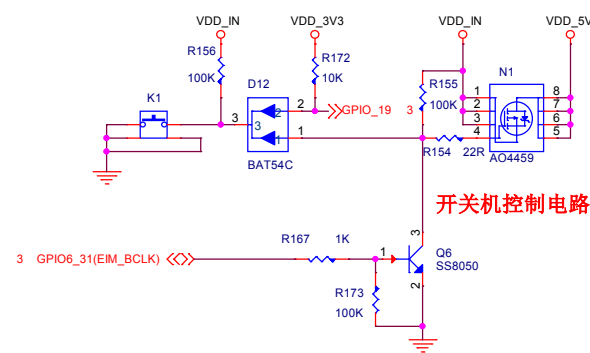 VDD_IN VDD_3V3 VDD_IN VDD_5V
R156 R172 N1
100K D12 10K R155
K1 2 2 GPIO_19 3 100K 1 8
2 7
3 3 3 6
1 1 4 5
R154 22R AO4459
BAT54C
开关机控制电路
3
3 GPIO6_31(EIM_BCLK) R167 1K 1 Q6
SS8050
R173 2
100K